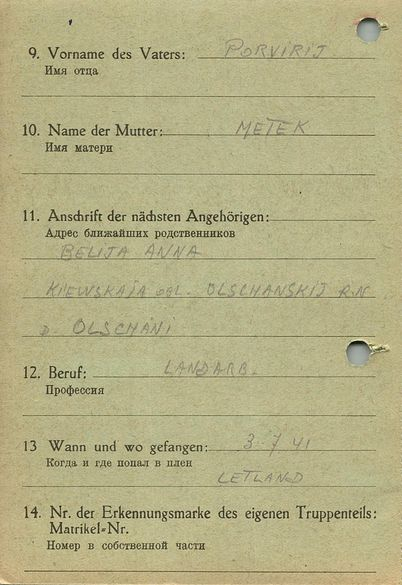 9. Vorname des Vaters: PORVIRIJ
Имя отца
10. Name der Mutter: METEK
Имя матери
11. Anschrift der nächsten Angehörigen:
Адрес ближайших родственников
BELIJA ANNA
KIEWSKAJA OBL. OLSCHANSKIJ R.N
D. OLSCHANI
12. Beruf: LANDARB.
Профессия
13 Wann und wo gefangen: 3.7.41
Когда и где попал в плен
LETLAND
14. Nr. der Erkennungsmarke des eigenen Truppenteils:
Matrikel-Nr.
Номер в собственной части